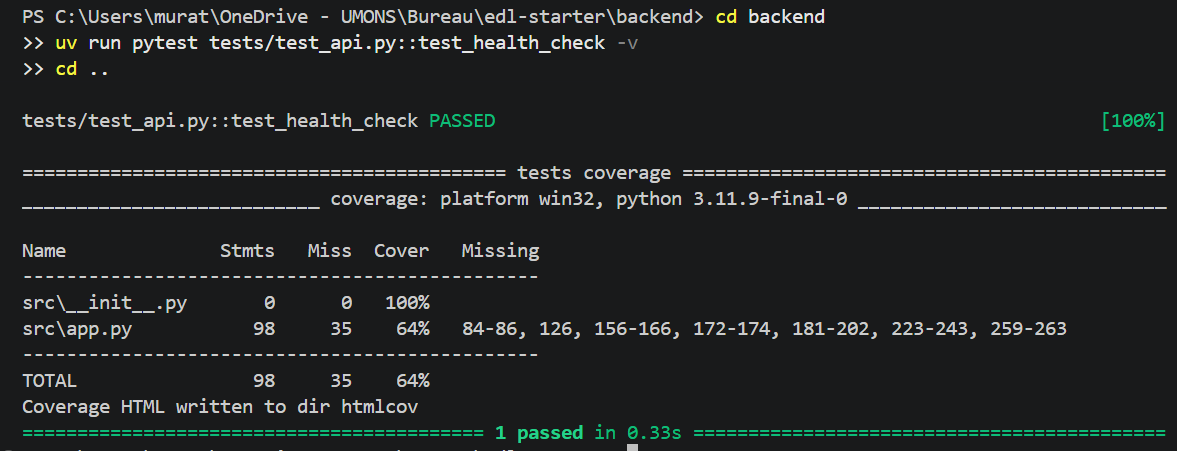 PS C:\Users\murat\OneDrive - UMONS\Bureau\edl-starter\backend> cd backend
>> uv run pytest tests/test_api.py::test_health_check -v
>> cd ..
tests/test_api.py::test_health_check PASSED [100%]
============================================ tests coverage ============================================
___________________________ coverage: platform win32, python 3.11.9-final-0 ____________________________
Name Stmts Miss Cover Missing
-----------------------------------------------
src\__init__.py 0 0 100%
src\app.py 98 35 64% 84-86, 126, 156-166, 172-174, 181-202, 223-243, 259-263
-----------------------------------------------
TOTAL 98 35 64%
Coverage HTML written to dir htmlcov
========================================== 1 passed in 0.33s ===========================================